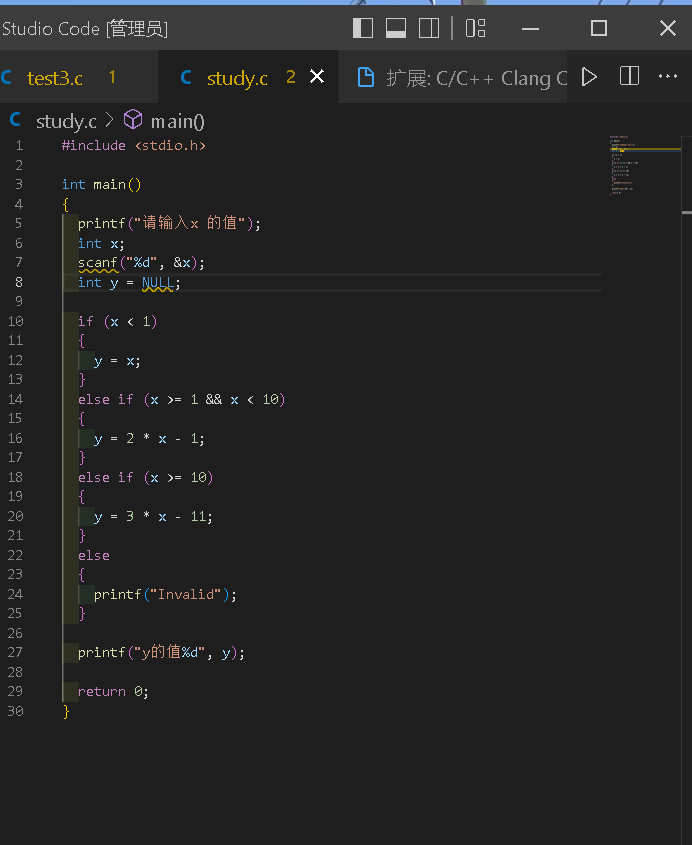 Studio Code [管理员]
test3.c 1 study.c 2 扩展: C/C++ Clang C
study.c > main()
1 #include <stdio.h>
2
3 int main()
4 {
5 printf("请输入x 的值");
6 int x;
7 scanf("%d", &x);
8 int y = NULL;
9
10 if (x < 1)
11 {
12 y = x;
13 }
14 else if (x >= 1 && x < 10)
15 {
16 y = 2 * x - 1;
17 }
18 else if (x >= 10)
19 {
20 y = 3 * x - 11;
21 }
22 else
23 {
24 printf("Invalid");
25 }
26
27 printf("y的值%d", y);
28
29 return 0;
30 }